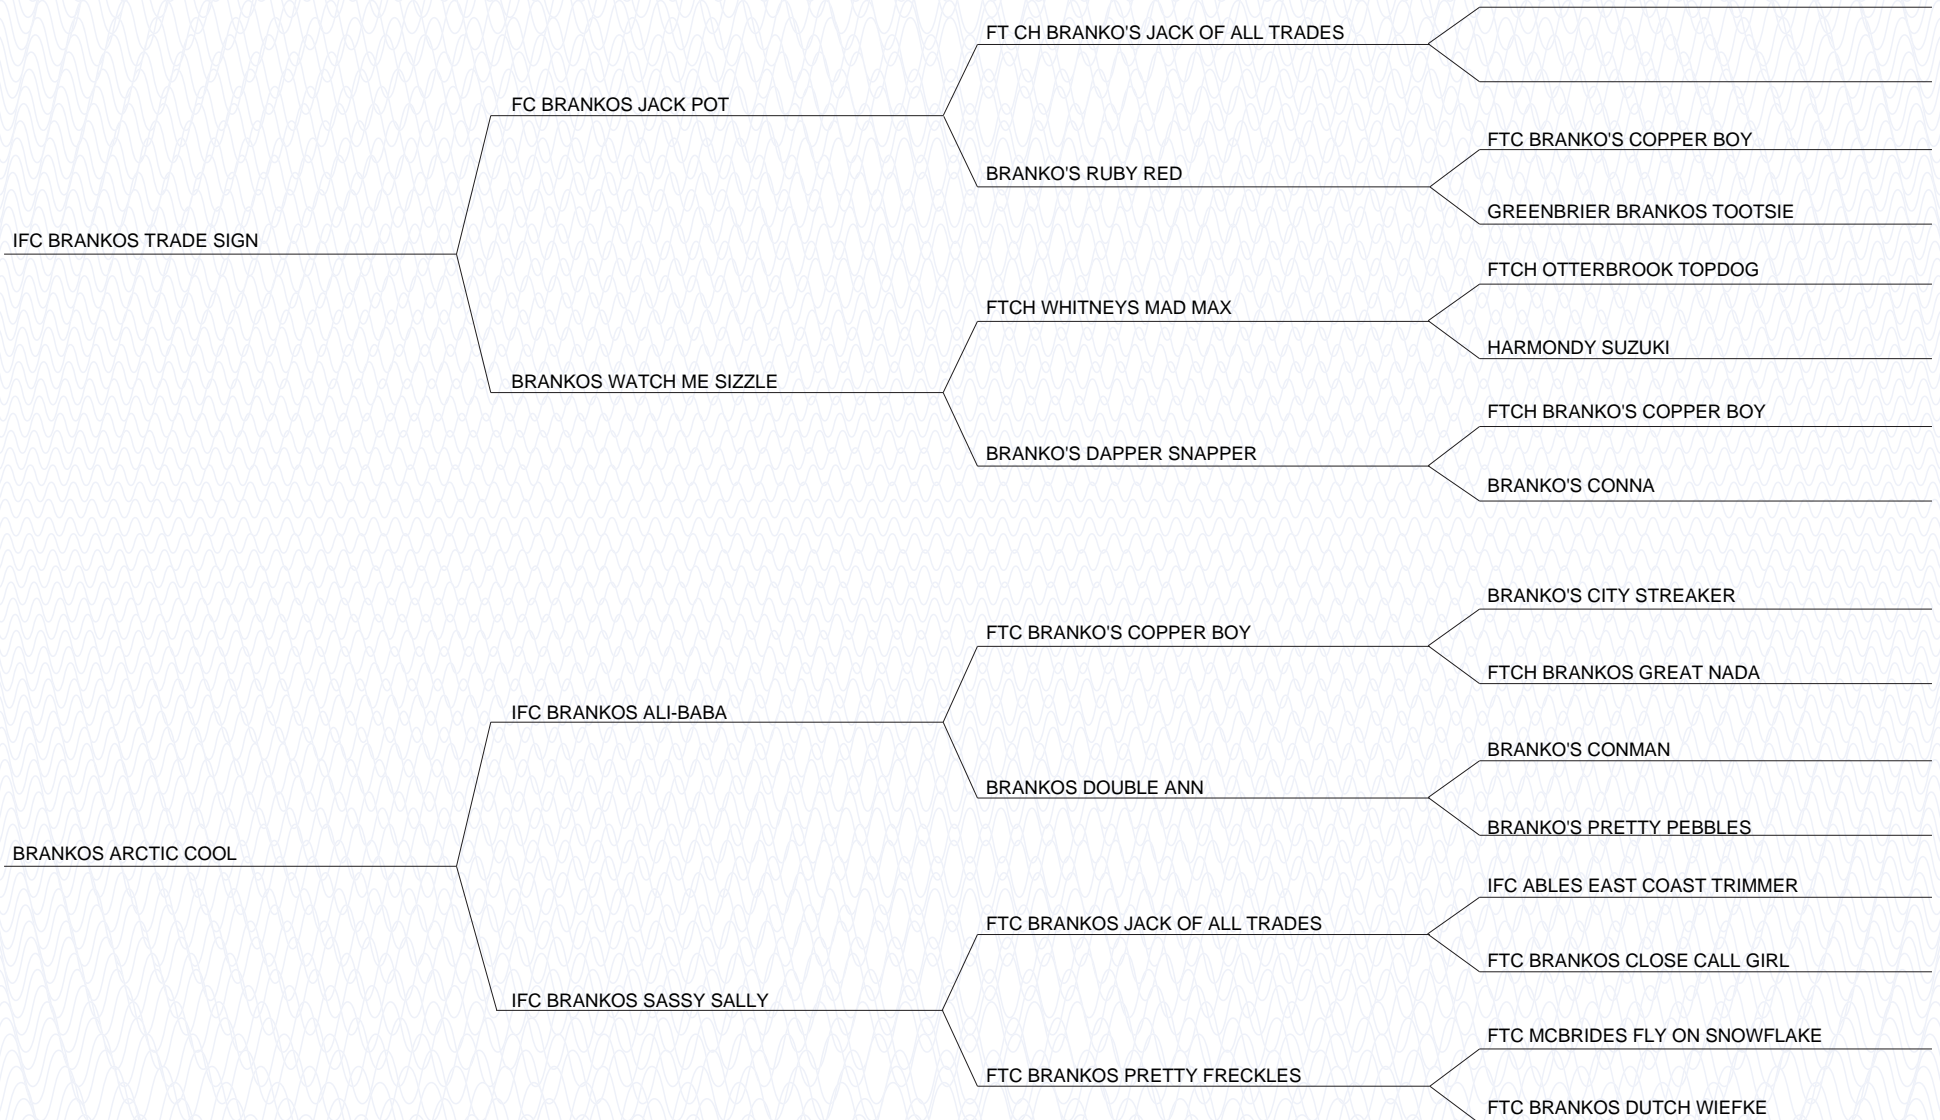 FT CH BRANKO'S JACK OF ALL TRADES
FC BRANKOS JACK POT
FTC BRANKO'S COPPER BOY
BRANKO'S RUBY RED
GREENBRIER BRANKOS TOOTSIE
IFC BRANKOS TRADE SIGN
FTCH OTTERBROOK TOPDOG
FTCH WHITNEYS MAD MAX
HARMONDY SUZUKI
BRANKOS WATCH ME SIZZLE
FTCH BRANKO'S COPPER BOY
BRANKO'S DAPPER SNAPPER
BRANKO'S CONNA
BRANKO'S CITY STREAKER
FTC BRANKO'S COPPER BOY
FTCH BRANKOS GREAT NADA
IFC BRANKOS ALI-BABA
BRANKO'S CONMAN
BRANKOS DOUBLE ANN
BRANKO'S PRETTY PEBBLES
BRANKOS ARCTIC COOL
IFC ABLES EAST COAST TRIMMER
FTC BRANKOS JACK OF ALL TRADES
FTC BRANKOS CLOSE CALL GIRL
IFC BRANKOS SASSY SALLY
FTC MCBRIDES FLY ON SNOWFLAKE
FTC BRANKOS PRETTY FRECKLES
FTC BRANKOS DUTCH WIEFKE